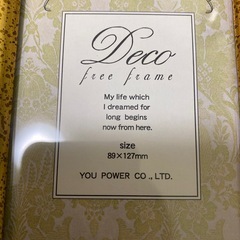 Deco
free frame
My life which
I dreamed for
long begins
now from here.
size
89×127mm
YOU POWER CO., LTD.